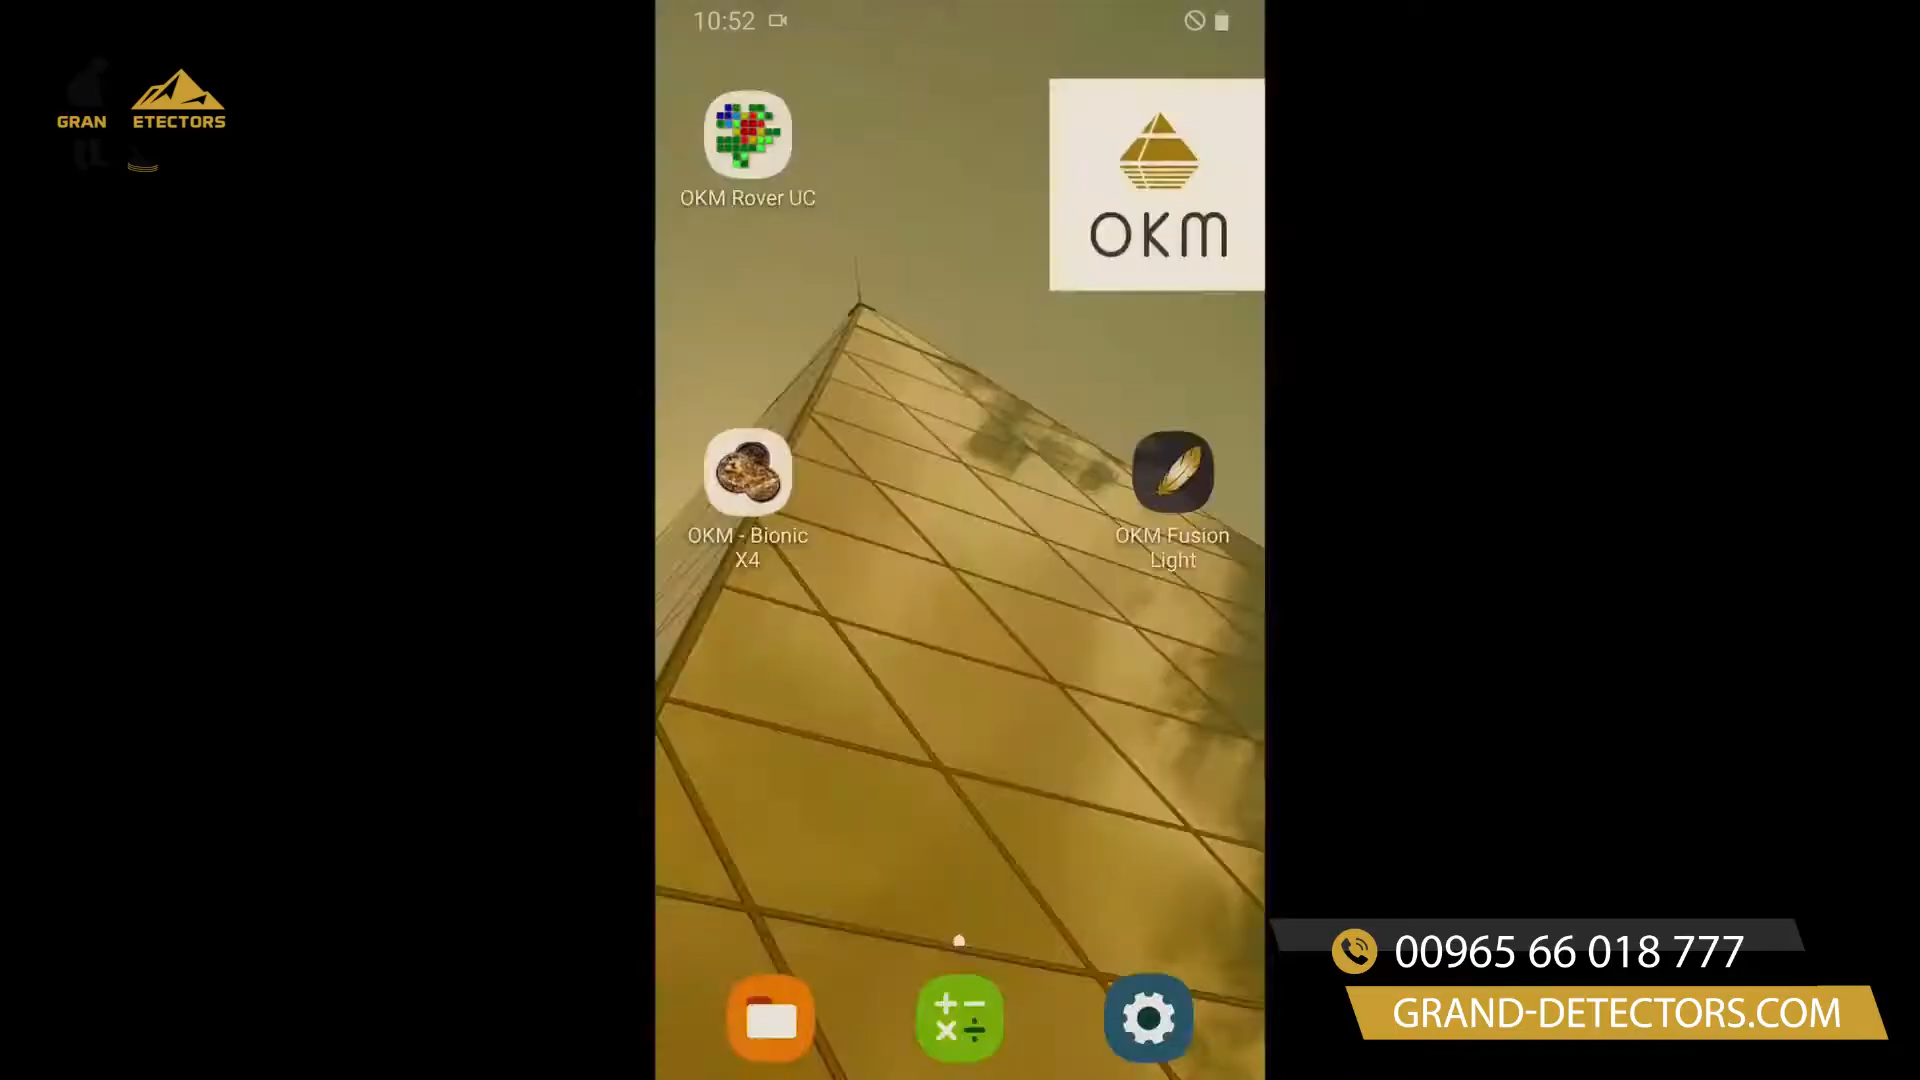 10:52
GRAN ETECTORS
OKM Rover UC
OKM
OKM - Bionic
X4
OKM Fusion
Light
00965 66 018 777
GRAND-DETECTORS.COM